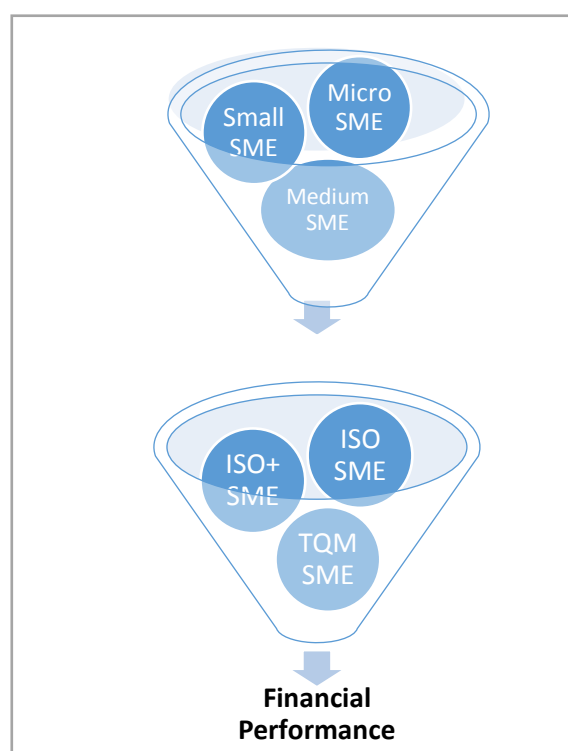 Micro
SME
Small
SME
Medium
SME
ISO
SME
ISO+
SME
TQM
SME
Financial
Performance